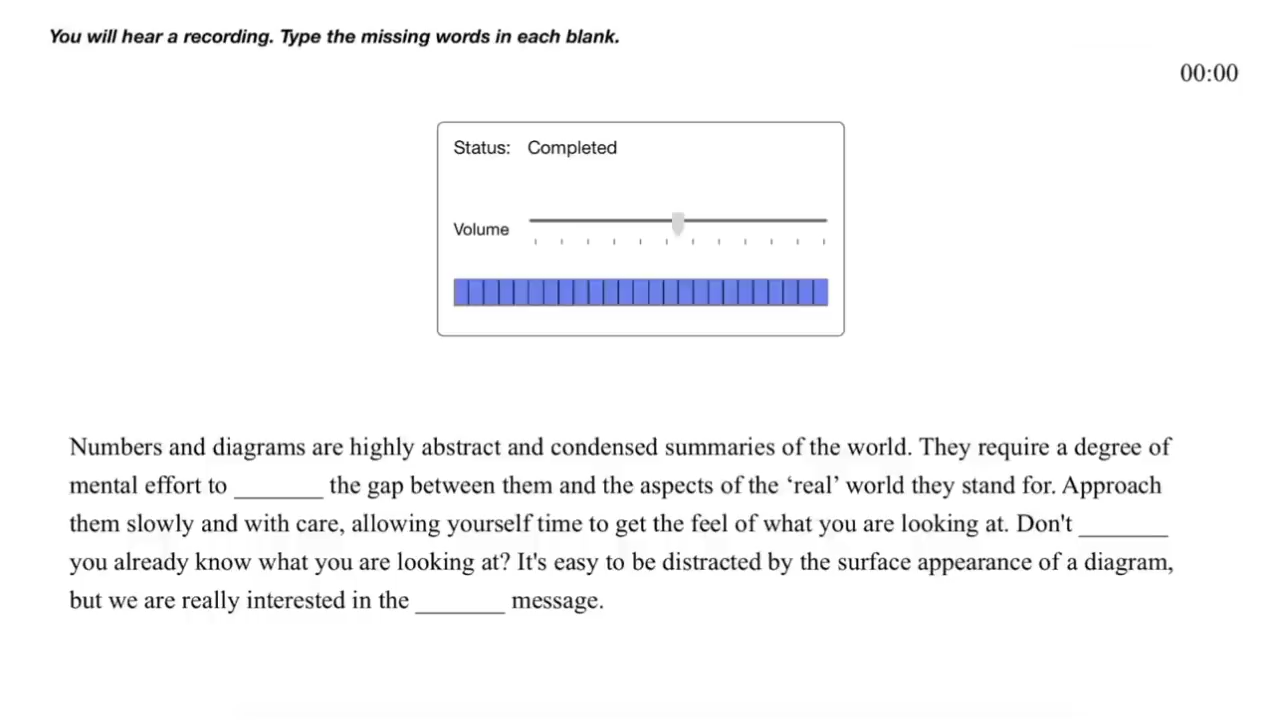 You will hear a recording. Type the missing words in each blank.
00:00
Status: Completed
Volume
Numbers and diagrams are highly abstract and condensed summaries of the world. They require a degree of
mental effort to ________ the gap between them and the aspects of the ‘real’ world they stand for. Approach
them slowly and with care, allowing yourself time to get the feel of what you are looking at. Don't ________
you already know what you are looking at? It's easy to be distracted by the surface appearance of a diagram,
but we are really interested in the ________ message.